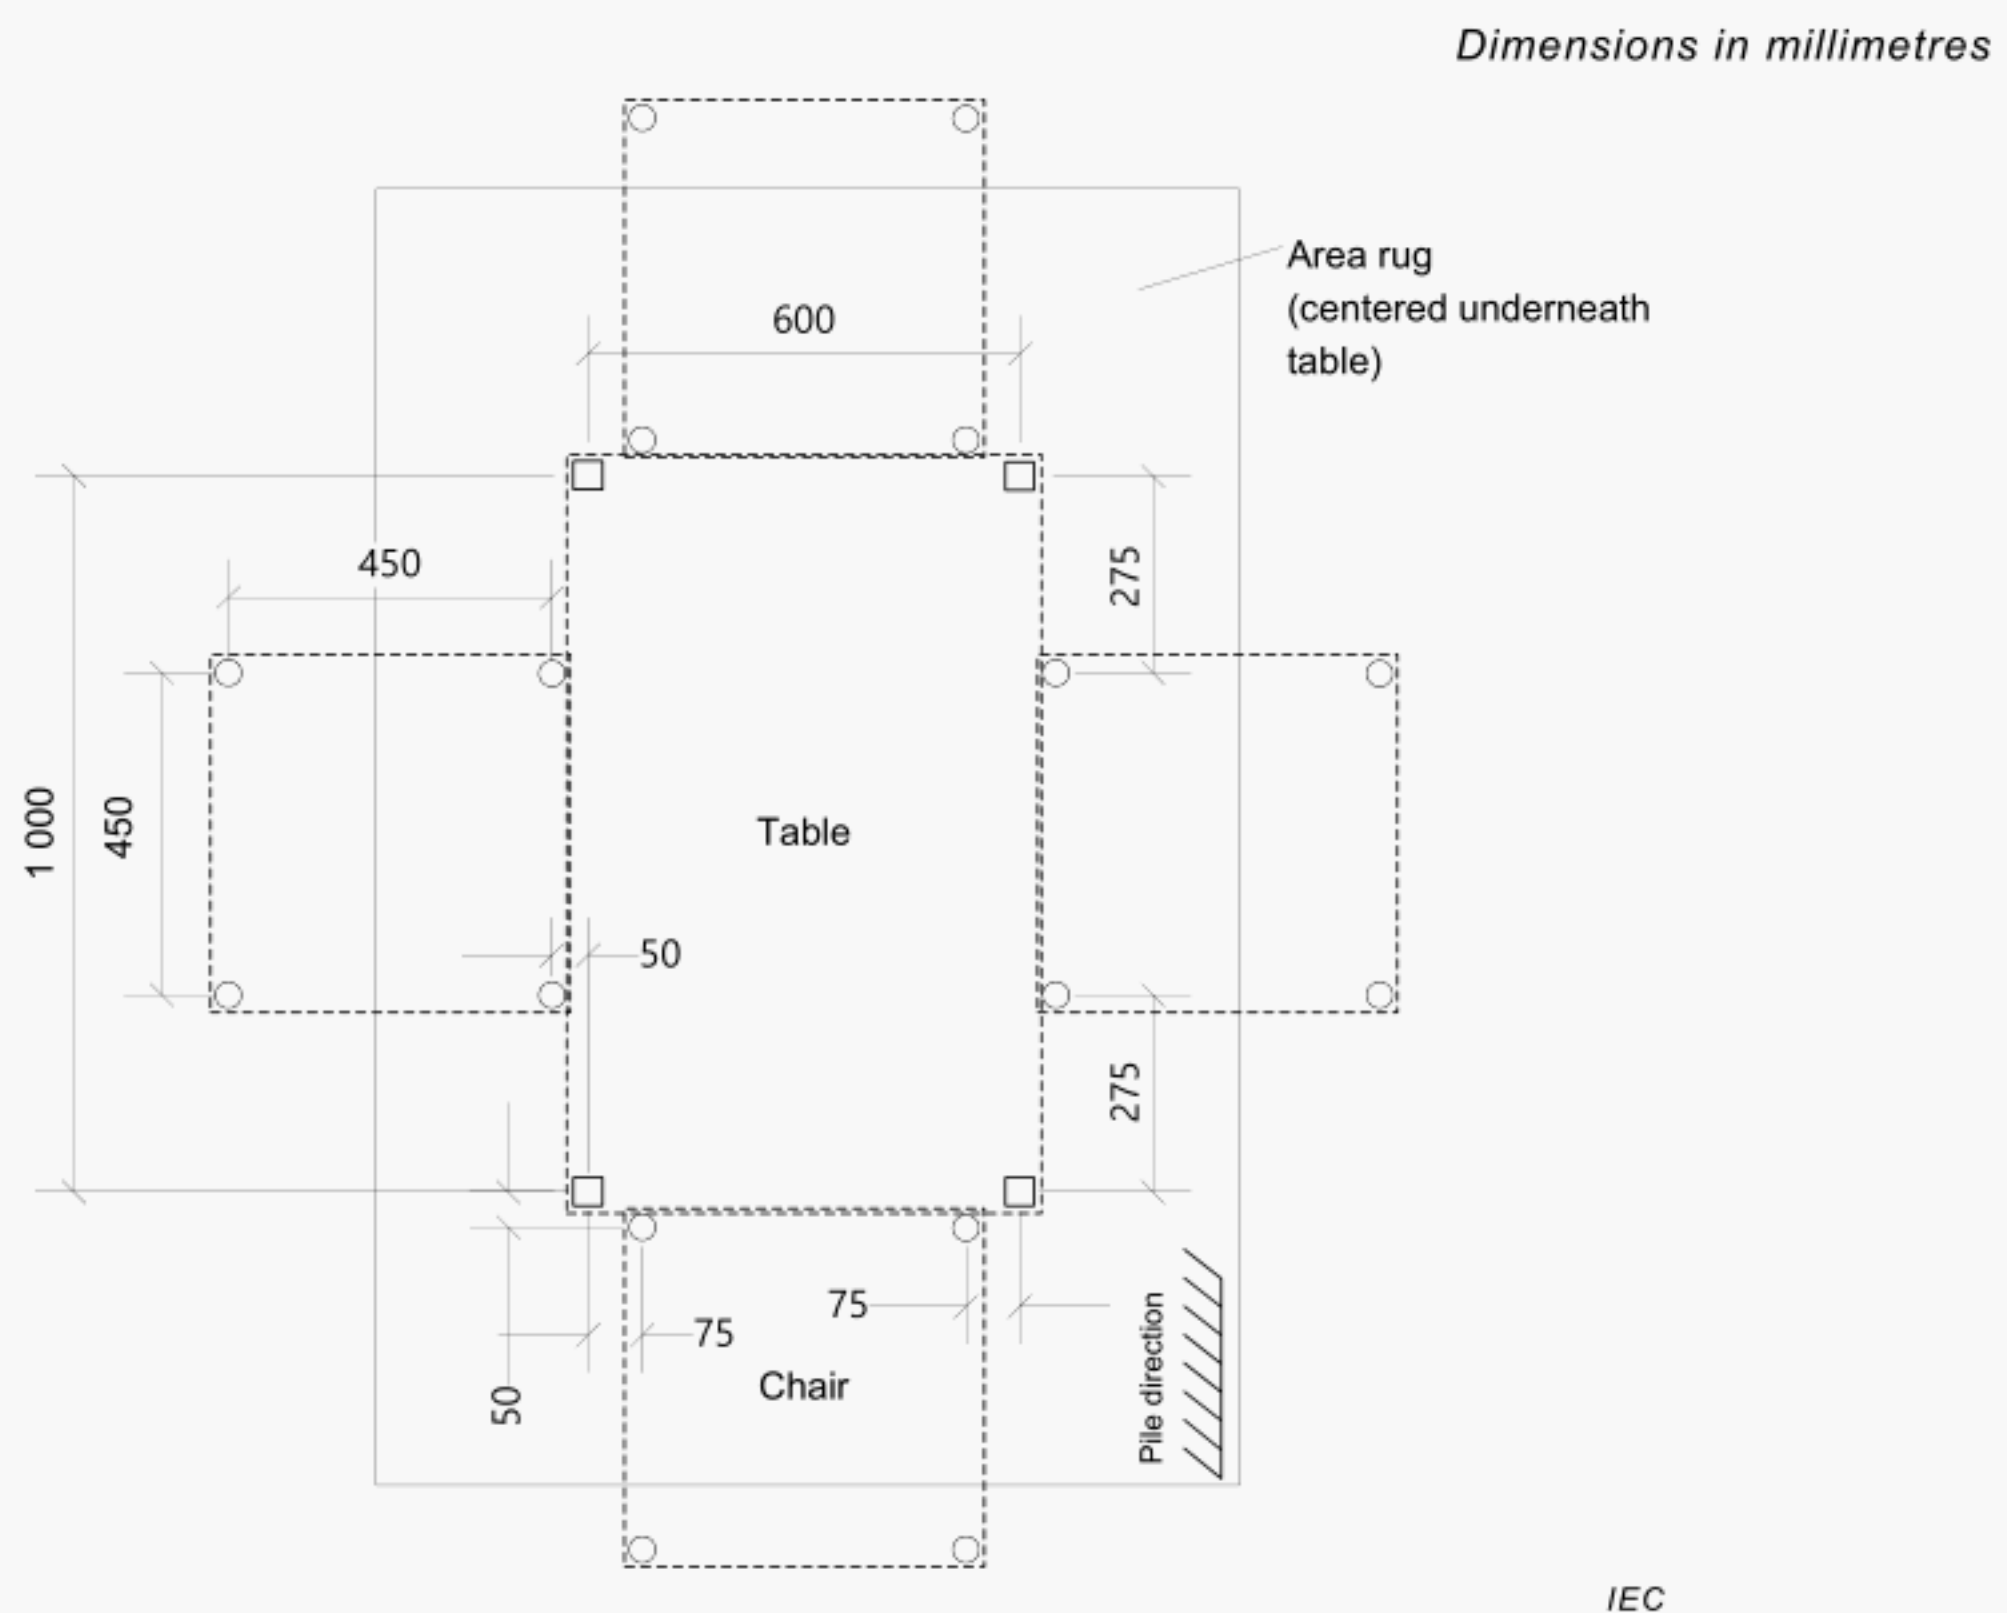 Dimensions in millimetres
Area rug
(centered underneath
table)
600
450
275
1 000
450
Table
50
275
75
75
Chair
50
Pile direction
IEC